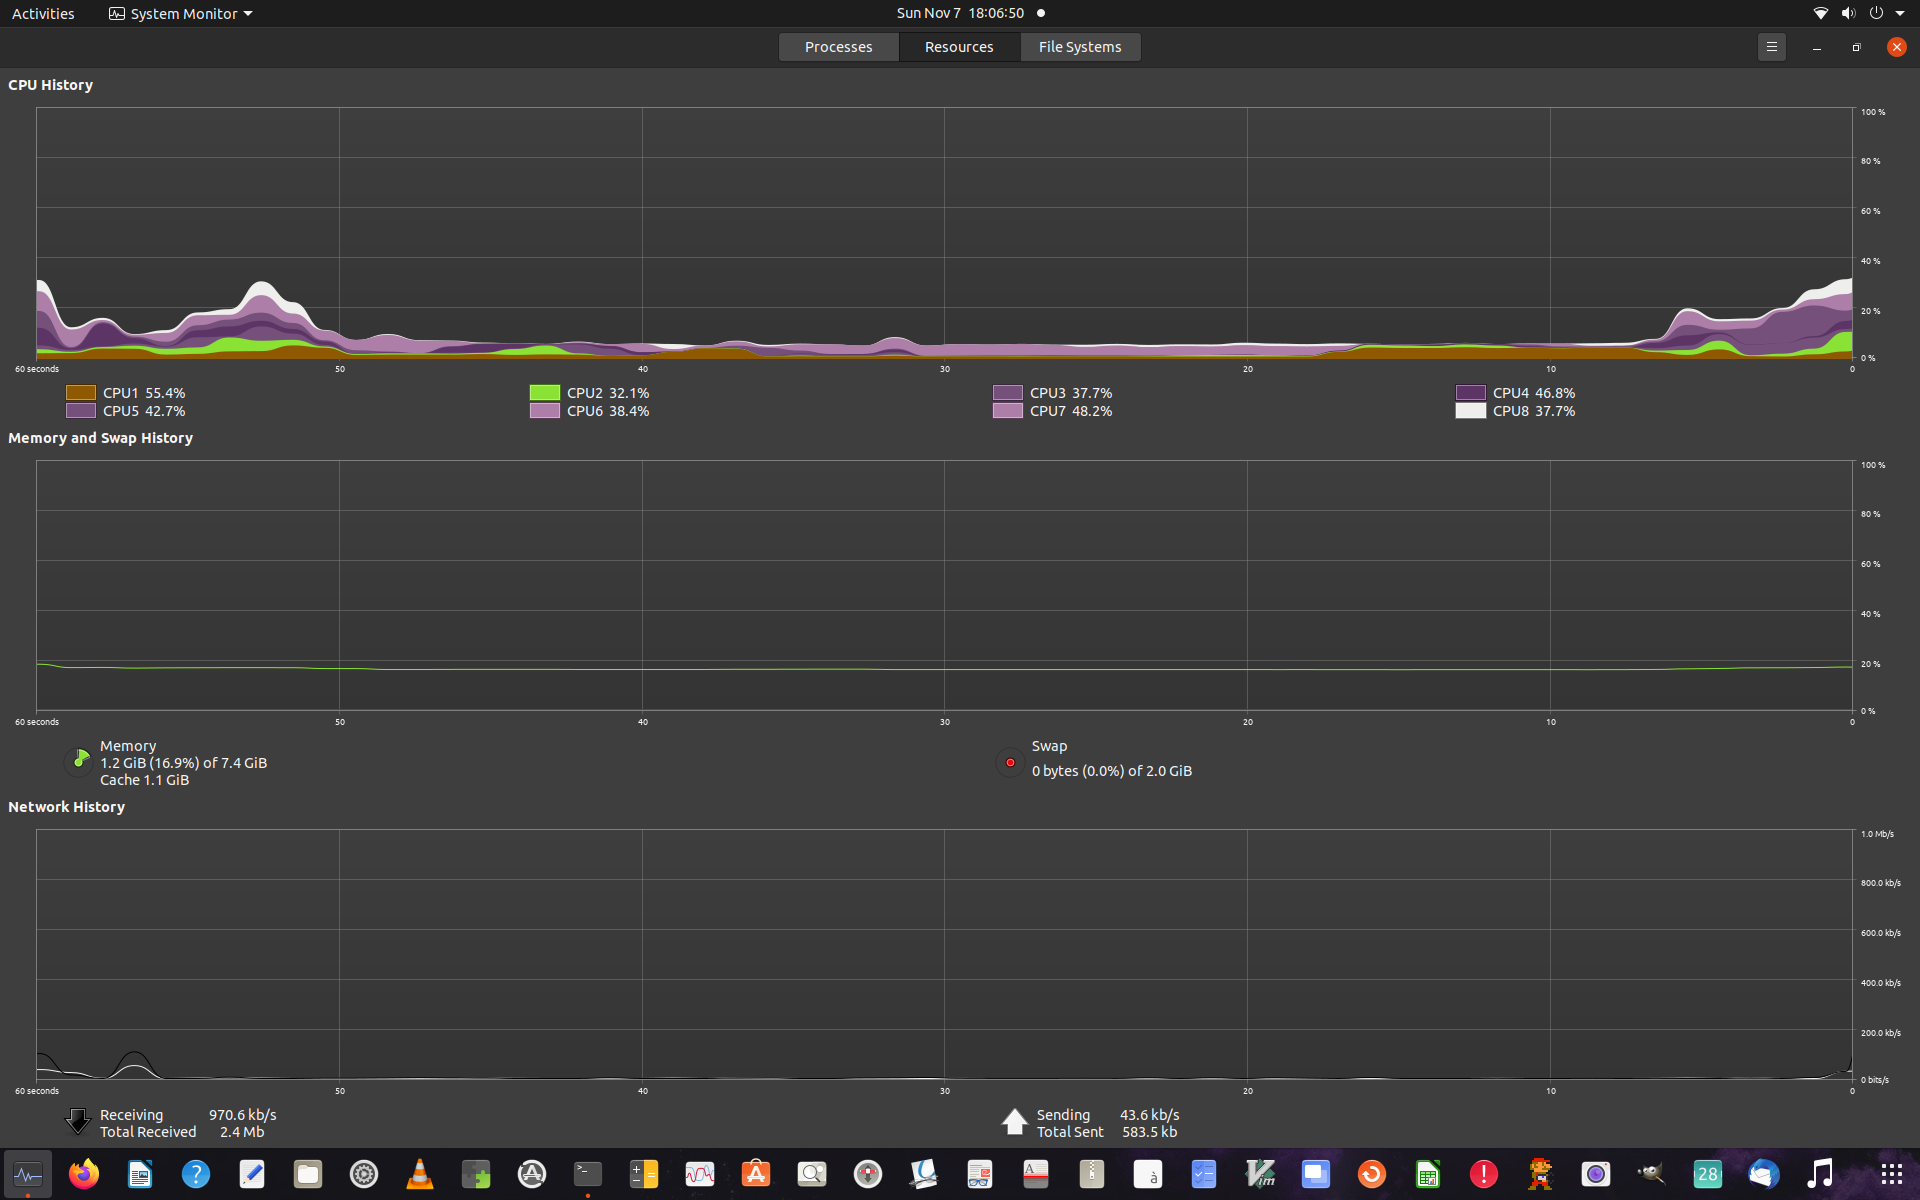 Activities
System Monitor
Sun Nov 7 18:06:50
Processes
Resources
File Systems
CPU History
100 %
80 %
60 %
40 %
20 %
0 %
60 seconds 50 40 30 20 10 0
CPU1 55.4% CPU2 32.1% CPU3 37.7% CPU4 46.8%
CPU5 42.7% CPU6 38.4% CPU7 48.2% CPU8 37.7%
Memory and Swap History
100 %
80 %
60 %
40 %
20 %
0 %
60 seconds 50 40 30 20 10 0
Memory
1.2 GiB (16.9%) of 7.4 GiB
Cache 1.1 GiB
Swap
0 bytes (0.0%) of 2.0 GiB
Network History
1.0 Mb/s
800.0 kb/s
600.0 kb/s
400.0 kb/s
200.0 kb/s
0 bits/s
60 seconds 50 40 30 20 10 0
Receiving 970.6 kb/s
Total Received 2.4 Mb
Sending 43.6 kb/s
Total Sent 583.5 kb
?
>_
A
à
Vim
!
28